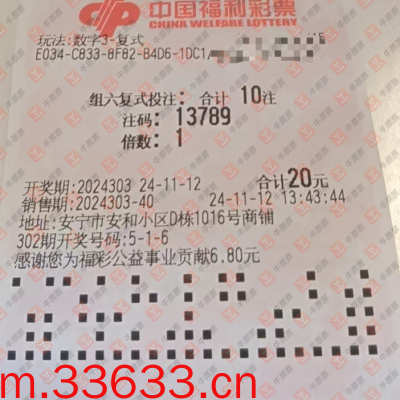 中国福利彩票
CHINA WELFARE LOTTERY
玩法:数字3-复式
E034-C833-8F82-B4D6-1DC1/
组六复式投注: 合计 10注
注码: 13789
倍数: 1
开奖期:2024303 24-11-12 合计20元
销售期:2024303-40 24-11-12 13:43:44
地址:安宁市安和小区D栋1016号商铺
302期开奖号码:5-1-6
感谢您为福彩公益事业贡献6.80元
m.33633.cn